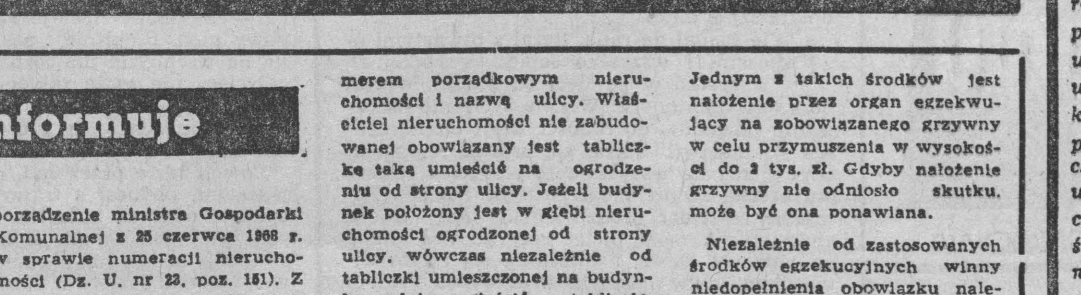 nformuje
porządzenie ministra Gospodarki
Komunalnej z 25 czerwca 1968 r.
w sprawie numeracji nierucho-
mości (Dz. U. nr 23, poz. 151). Z
merem porządkowym nieru-
chomości i nazwę ulicy. Właś-
ciciel nieruchomości nie zabudo-
wanej obowiązany jest tablicz-
kę taką umieścić na ogrodze-
niu od strony ulicy. Jeżeli budy-
nek położony jest w głębi nieru-
chomości ogrodzonej od strony
ulicy, wówczas niezależnie od
tabliczki umieszczonej na budyn-
Jednym z takich środków jest
nałożenie przez organ egzekwu-
jący na zobowiązanego grzywny
w celu przymuszenia w wysokoś-
ci do 2 tys. zł. Gdyby nałożenie
grzywny nie odniosło skutku,
może być ona ponawiana.
Niezależnie od zastosowanych
środków egzekucyjnych winny
niedopełnienia obowiązku nale-